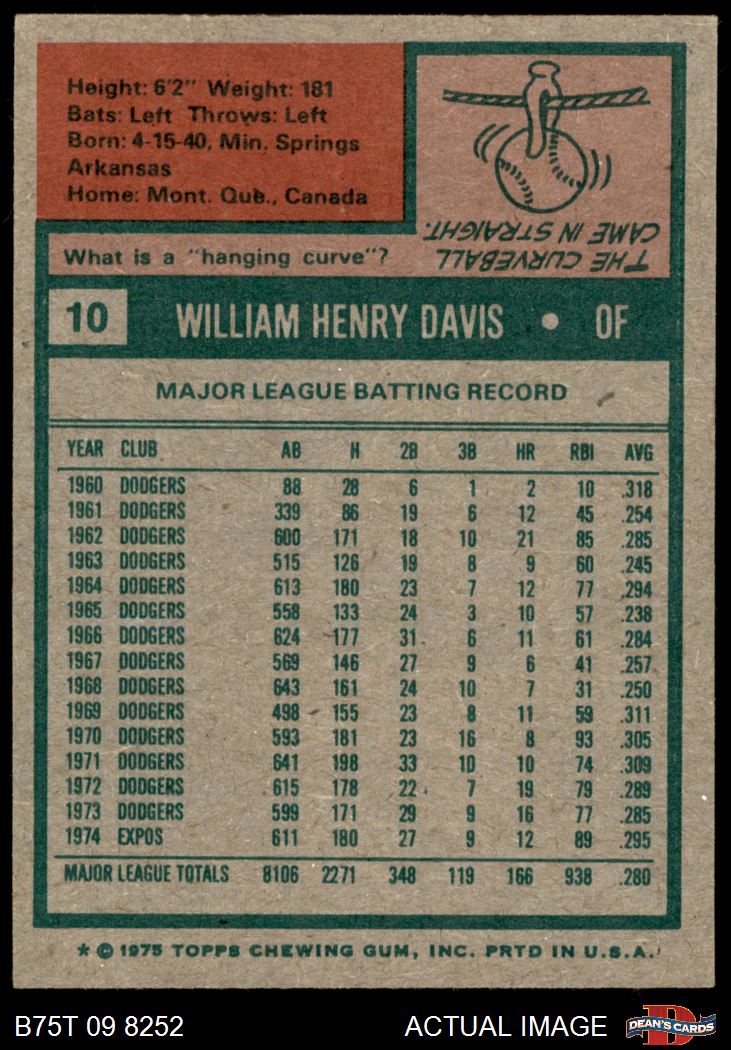 Height: 6'2" Weight: 181
Bats: Left Throws: Left
Born: 4-15-40, Min. Springs
Arkansas
Home: Mont. Que., Canada
What is a "hanging curve"?
THE CURVEBALL
CAME IN STRAIGHT.
10 WILLIAM HENRY DAVIS • OF
MAJOR LEAGUE BATTING RECORD
YEAR CLUB AB H 2B 3B HR RBI AVG
1960 DODGERS 88 28 6 1 2 10 .318
1961 DODGERS 339 86 19 6 12 45 .254
1962 DODGERS 600 171 18 10 21 85 .285
1963 DODGERS 515 126 19 8 9 60 .245
1964 DODGERS 613 180 23 7 12 77 .294
1965 DODGERS 558 133 24 3 10 57 .238
1966 DODGERS 624 177 31 6 11 61 .284
1967 DODGERS 569 146 27 9 6 41 .257
1968 DODGERS 643 161 24 10 7 31 .250
1969 DODGERS 498 155 23 8 11 59 .311
1970 DODGERS 593 181 23 16 8 93 .305
1971 DODGERS 641 198 33 10 10 74 .309
1972 DODGERS 615 178 22 7 19 79 .289
1973 DODGERS 599 171 29 9 16 77 .285
1974 EXPOS 611 180 27 9 12 89 .295
MAJOR LEAGUE TOTALS 8106 2271 348 119 166 938 .280
* © 1975 TOPPS CHEWING GUM, INC. PRTD IN U.S.A.
B75T 09 8252 ACTUAL IMAGE DEAN'S CARDS